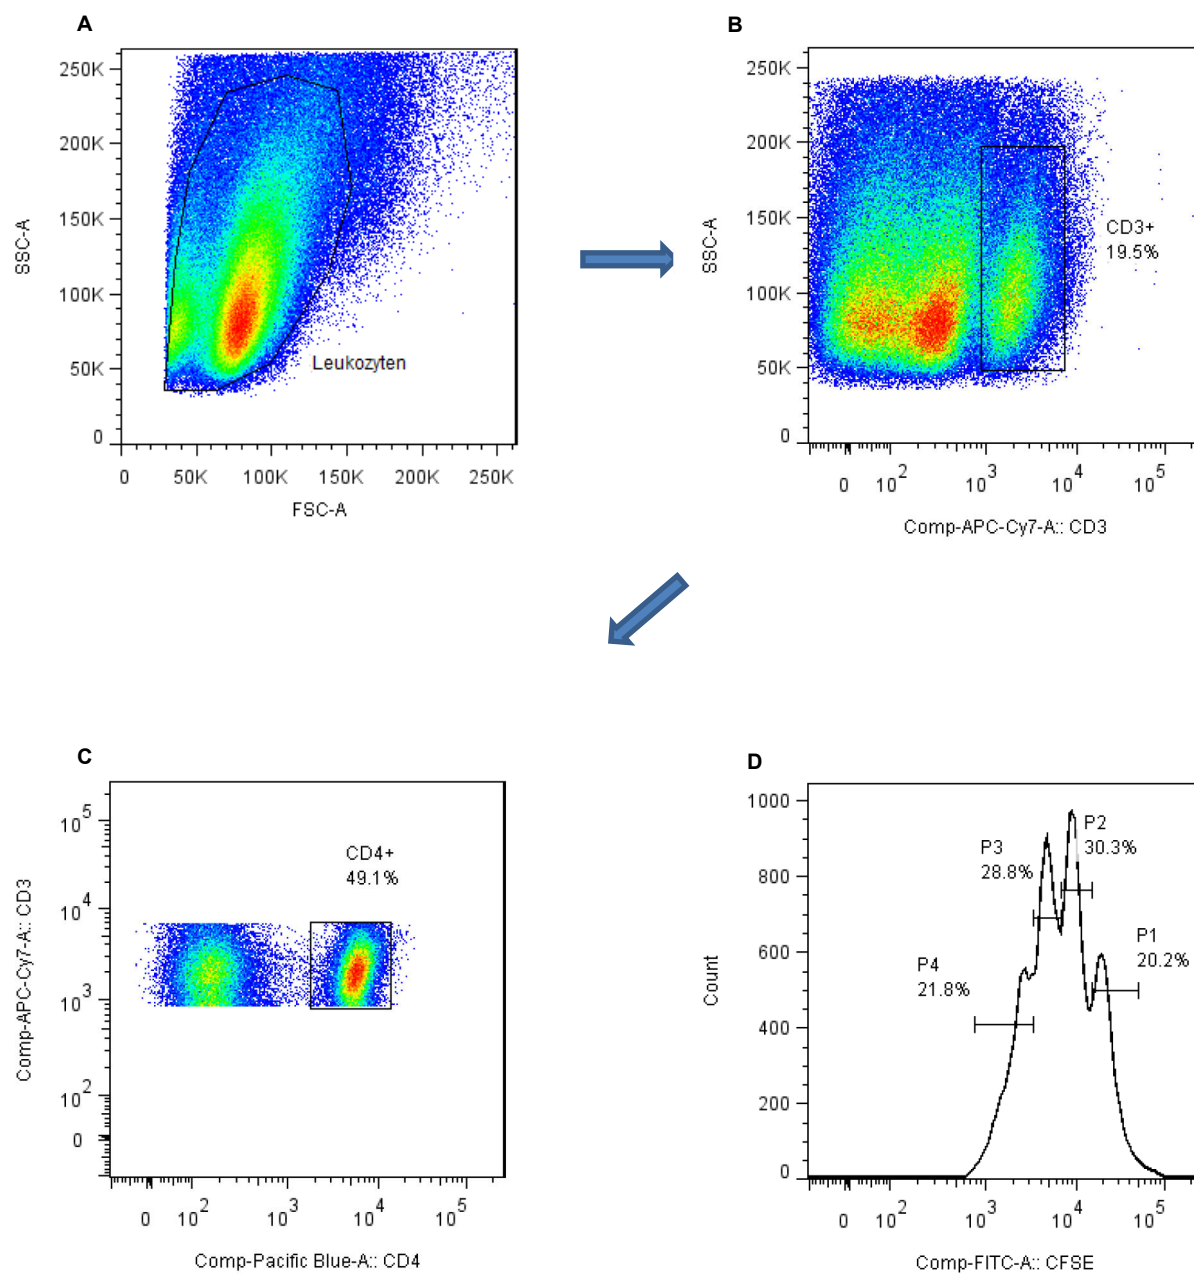 A
250K
200K
150K
100K
50K
0
SSC-A
Leukozyten
0 50K 100K 150K 200K 250K
FSC-A
B
250K
200K
150K
100K
50K
0
SSC-A
CD3+
19.5%
0 10^2 10^3 10^4 10^5
Comp-APC-Cy7-A:: CD3
C
10^5
10^4
10^3
10^2
0
Comp-APC-Cy7-A:: CD3
CD4+
49.1%
0 10^2 10^3 10^4 10^5
Comp-Pacific Blue-A:: CD4
D
1000
800
600
400
200
0
Count
P2
30.3%
P3
28.8%
P1
20.2%
P4
21.8%
0 10^2 10^3 10^4 10^5
Comp-FITC-A:: CFSE